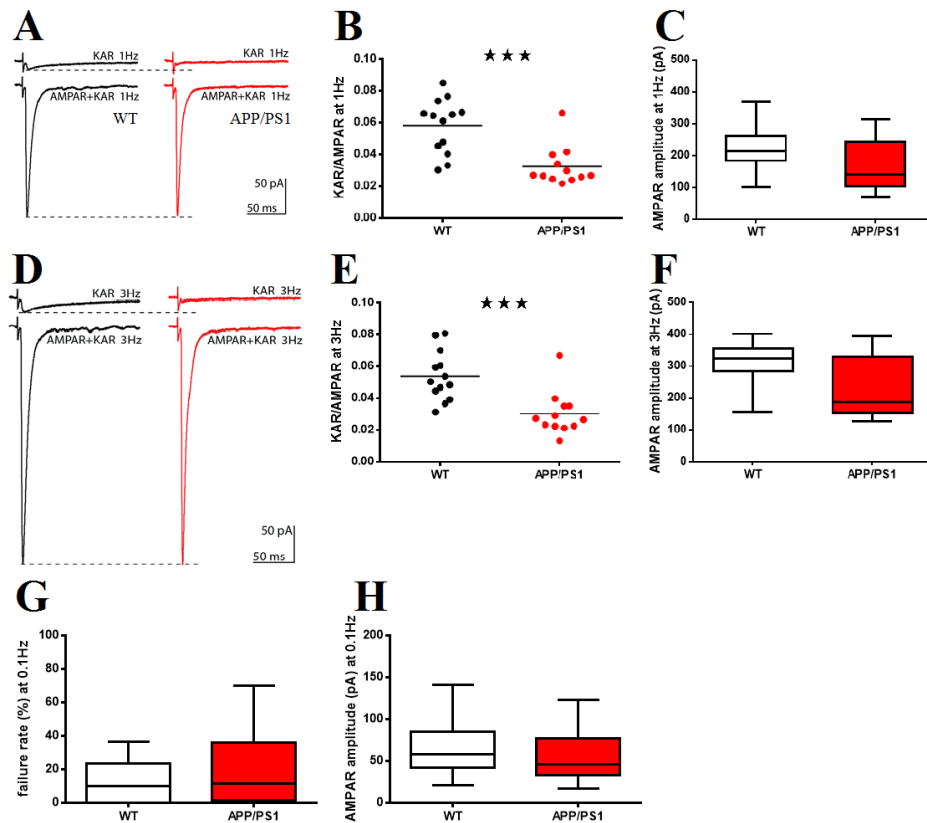 A
KAR 1Hz
KAR 1Hz
AMPAR+KAR 1Hz
AMPAR+KAR 1Hz
WT
APP/PS1
50 pA
50 ms
B
KAR/AMPAR at 1Hz
0.10
0.08
0.06
0.04
0.02
0.00
WT
APP/PS1
C
AMPAR amplitude at 1Hz (pA)
500
400
300
200
100
0
WT
APP/PS1
D
KAR 3Hz
KAR 3Hz
AMPAR+KAR 3Hz
AMPAR+KAR 3Hz
50 pA
50 ms
E
KAR/AMPAR at 3Hz
0.10
0.08
0.06
0.04
0.02
0.00
WT
APP/PS1
F
AMPAR amplitude at 3Hz (pA)
500
400
300
200
100
0
WT
APP/PS1
G
failure rate (%) at 0.1Hz
100
80
60
40
20
0
WT
APP/PS1
H
AMPAR amplitude (pA) at 0.1Hz
200
150
100
50
0
WT
APP/PS1